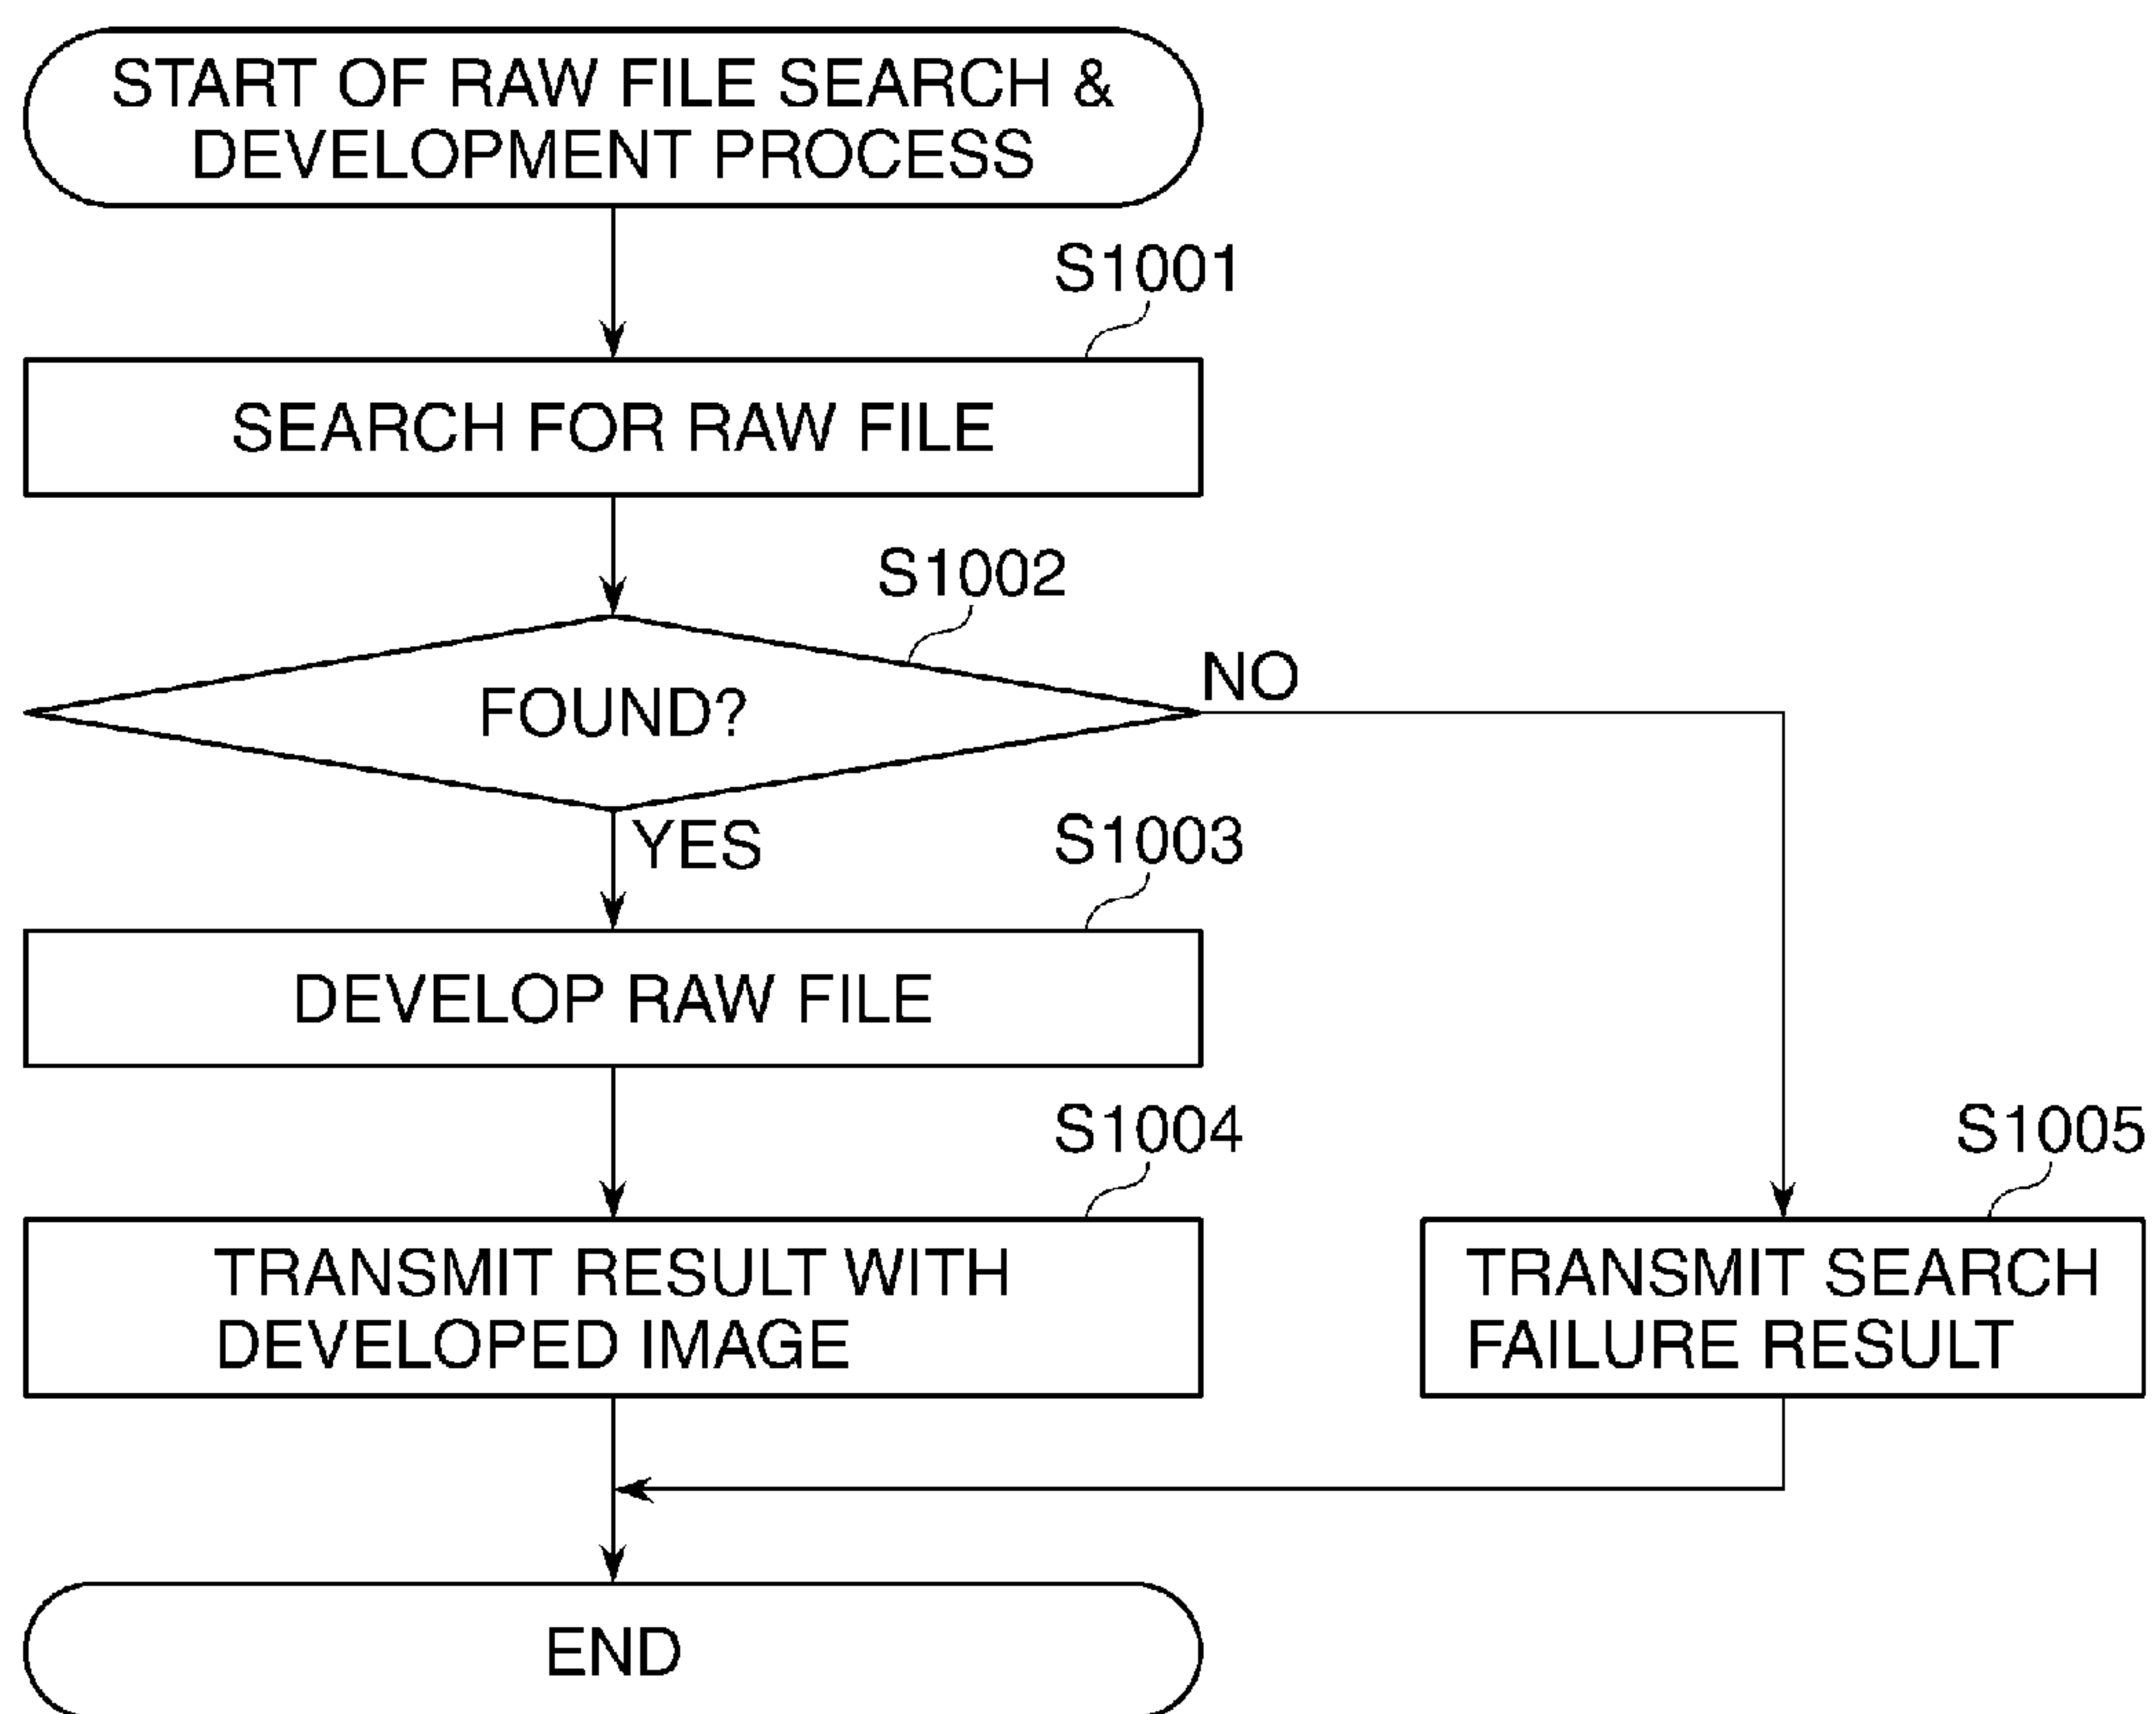 START OF RAW FILE SEARCH &
DEVELOPMENT PROCESS
S1001
SEARCH FOR RAW FILE
S1002
FOUND?
NO
YES
S1003
DEVELOP RAW FILE
S1004
TRANSMIT RESULT WITH
DEVELOPED IMAGE
S1005
TRANSMIT SEARCH
FAILURE RESULT
END